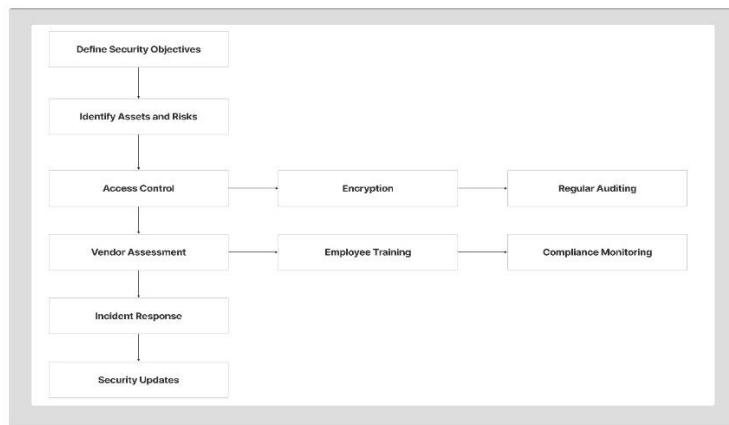 Define Security Objectives
Identify Assets and Risks
Access Control
Encryption
Regular Auditing
Vendor Assessment
Employee Training
Compliance Monitoring
Incident Response
Security Updates